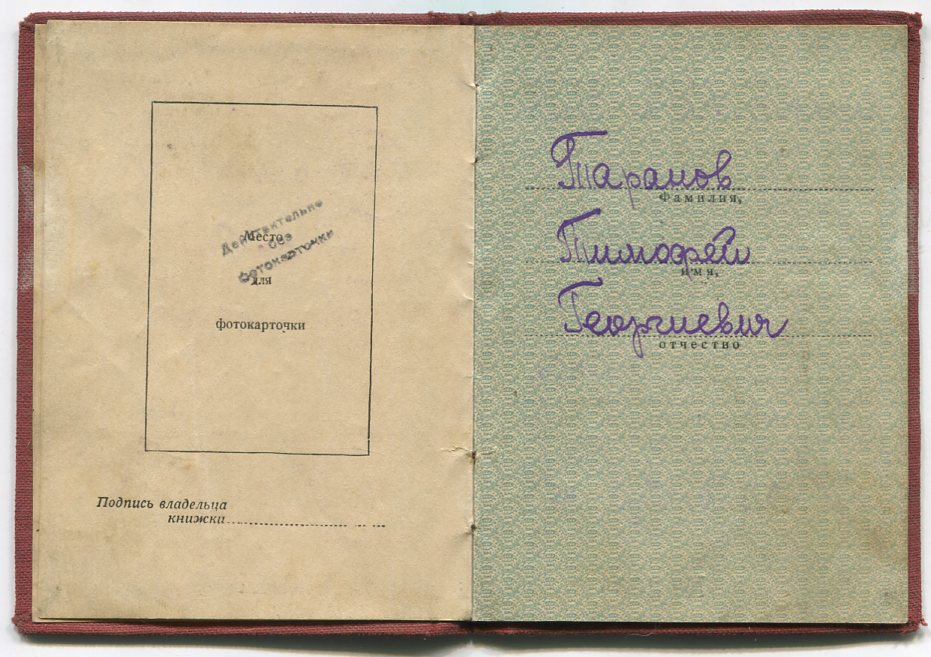 Место
для
фотокарточки
Действительно
без
фотокарточки
Подпись владельца
книжки
Таранов
Фамилия,
Тимофей
имя,
Георгиевич
отчество